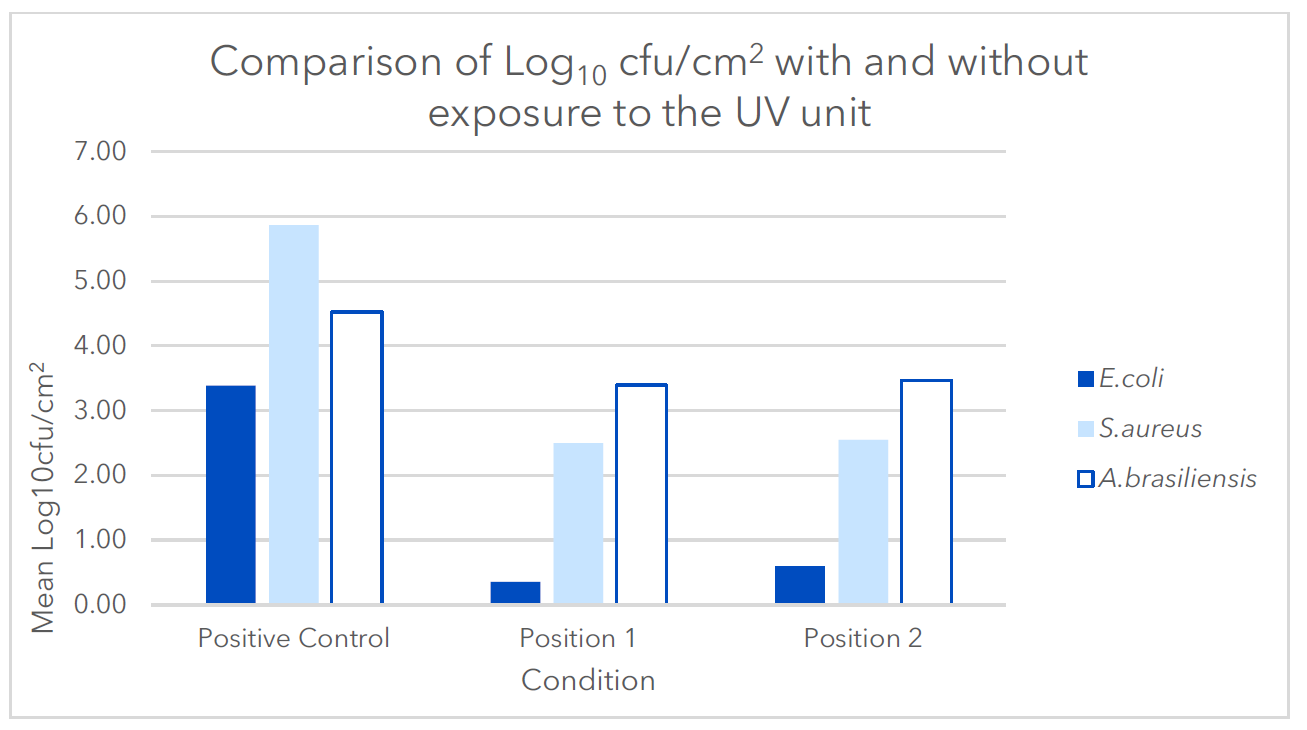 Comparison of Log₁₀ cfu/cm² with and without
exposure to the UV unit
7.00
6.00
5.00
4.00
3.00
2.00
1.00
0.00
Mean Log10cfu/cm²
Positive Control
Position 1
Position 2
Condition
E.coli
S.aureus
A.brasiliensis